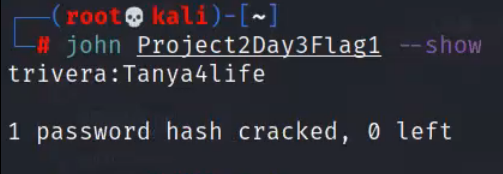 (root💀kali)-[~]
# john Project2Day3Flag1 --show
trivera:Tanya4life
1 password hash cracked, 0 left